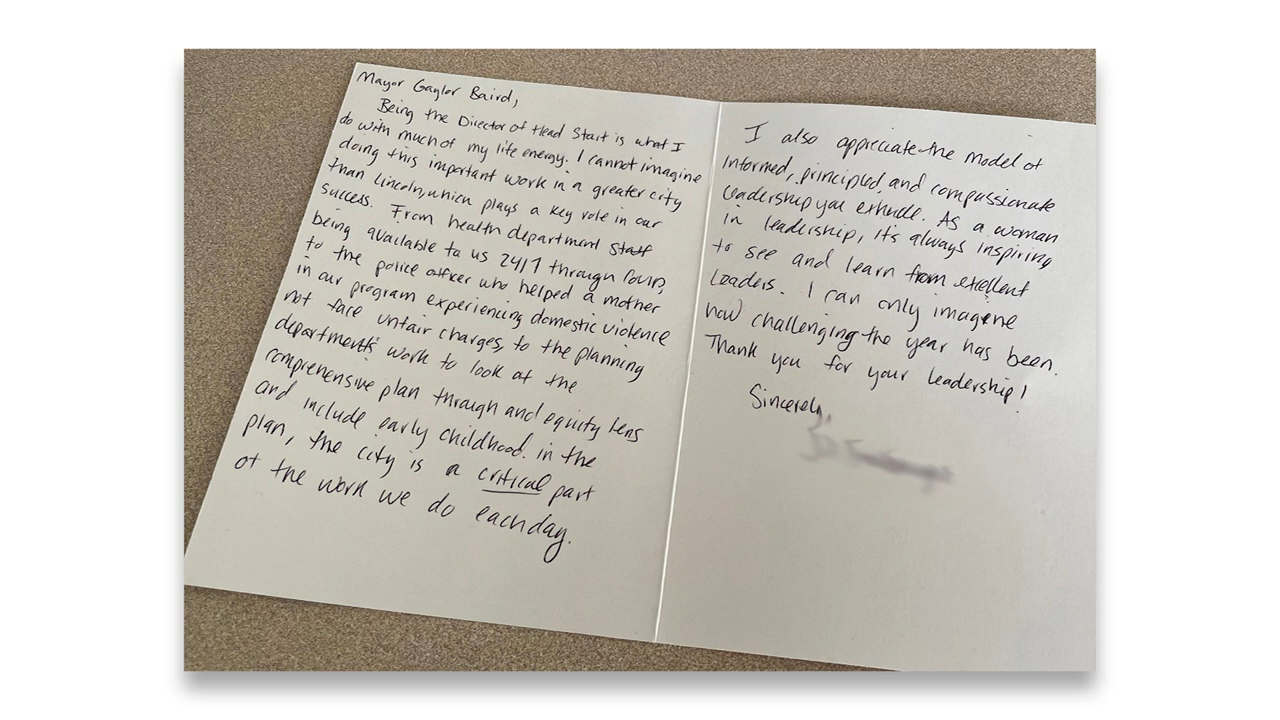 Mayor Gaylor Baird,
Being the Director of Head Start is what I
do with much of my life energy. I cannot imagine
doing this important work in a greater city
than Lincoln, which plays a key role in our
success. From health department staff
being available to us 24/7 through COVID,
to the police officer who helped a mother
in our program experiencing domestic violence
not face unfair charges, to the planning
department's work to look at the
comprehensive plan through and equity lens
and include early childhood in the
plan, the city is a critical part
of the work we do each day.
I also appriciate the model of
informed, principled, and compassionate
leadership you exhude. As a woman
in leadership, it's always inspiring
to see and learn from excellent
leaders. I can only imagine
how challenging the year has been.
Thank you for your leadership!
Sincerely,